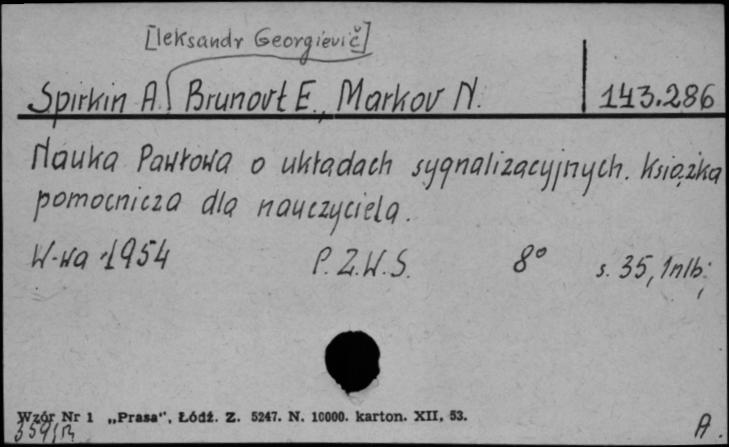 [leksandr Georgievič]
Spirkin A. Brunovt E., Markov N. 143.286
Nauka Pawłowa o układach sygnalizacyjnych. Książka
pomocnicza dla nauczyciela.
W-wa 1954 P.Z.W.S. 8° s. 35, 1nlb.
Wzór Nr 1 „Prasa", Łódź. Z. 5247. N. 10000. karton. XII, 53.
A.